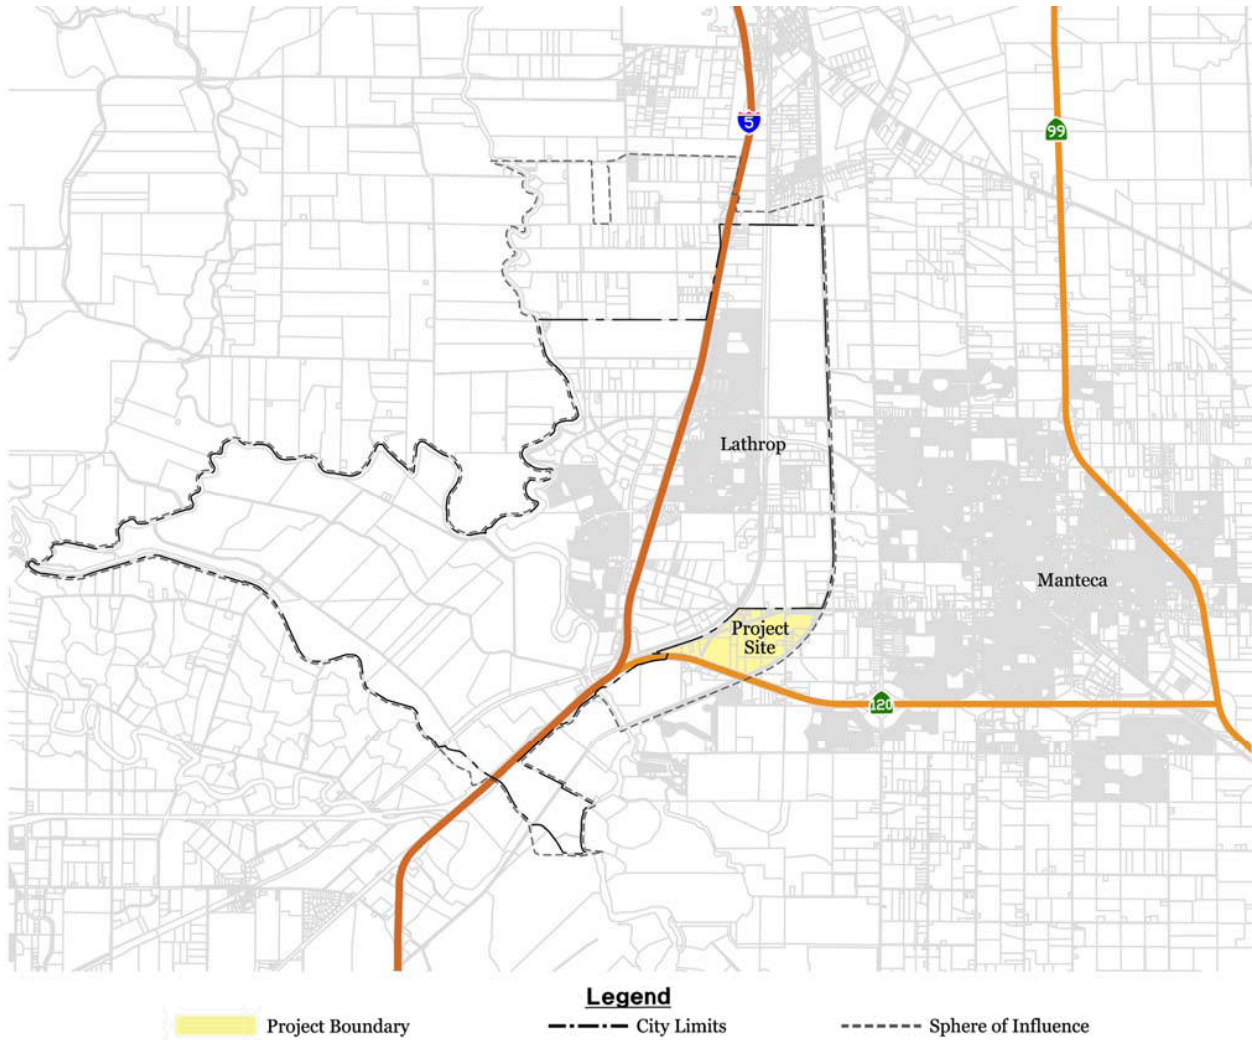 5
99
Lathrop
Manteca
Project
Site
120
Legend
Project Boundary
City Limits
Sphere of Influence